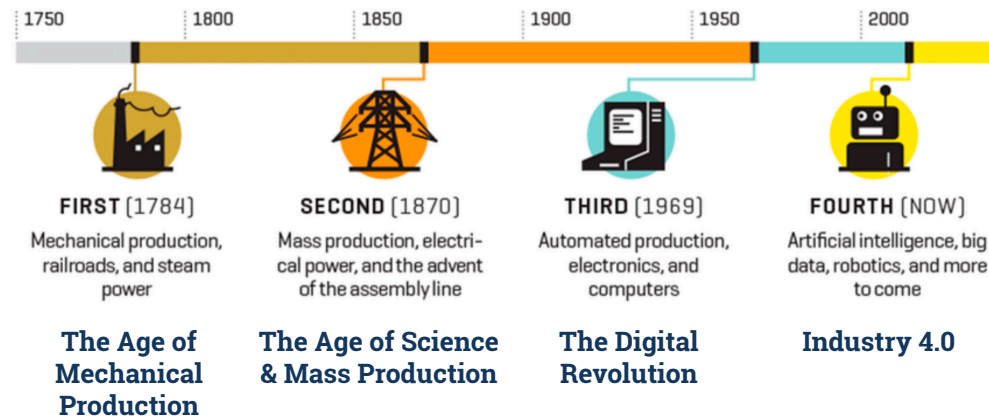 1750
1800
1850
1900
1950
2000
FIRST (1784)
Mechanical production,
railroads, and steam
power
The Age of
Mechanical
Production
SECOND (1870)
Mass production, electri-
cal power, and the advent
of the assembly line
The Age of Science
& Mass Production
THIRD (1969)
Automated production,
electronics, and
computers
The Digital
Revolution
FOURTH (NOW)
Artificial intelligence, big
data, robotics, and more
to come
Industry 4.0